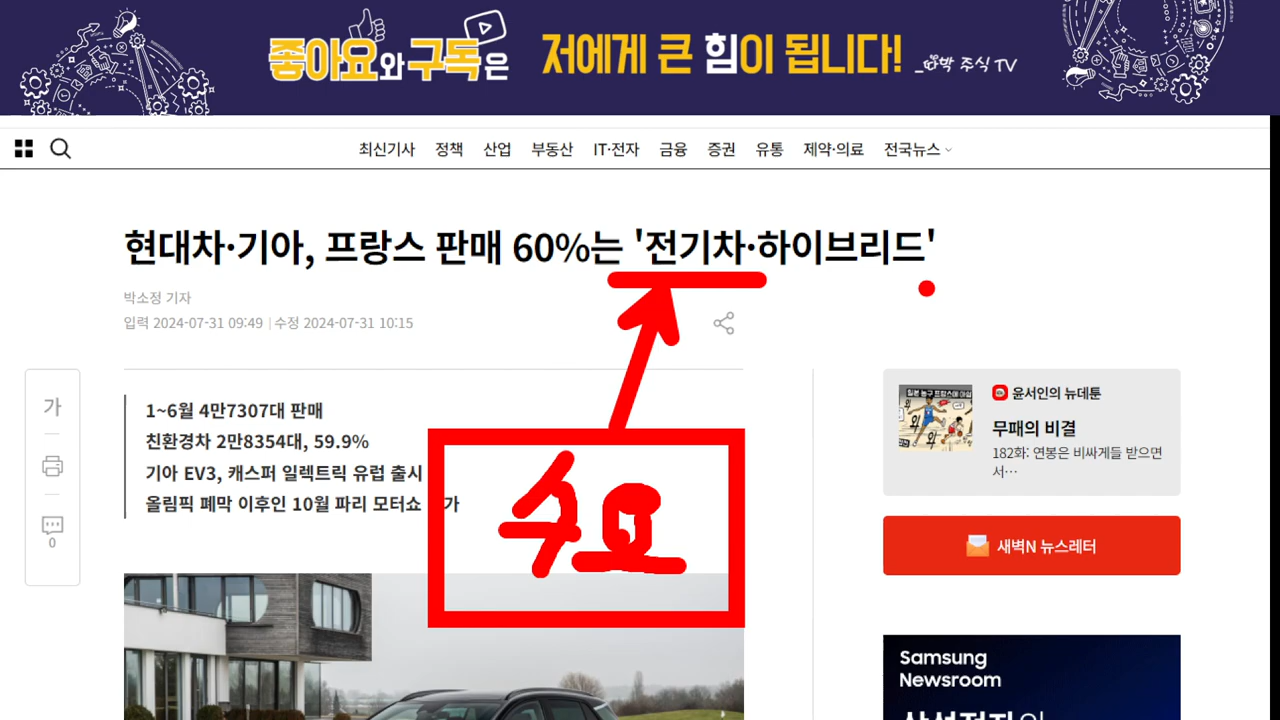 좋아요와 구독은 저에게 큰 힘이 됩니다!
박 주식 TV
최신기사 정책 산업 부동산 IT·전자 금융 증권 유통 제약·의료 전국뉴스
현대차·기아, 프랑스 판매 60%는 '전기차·하이브리드'
박소정 기자
입력 2024-07-31 09:49 | 수정 2024-07-31 10:15
가
0
1~6월 4만7307대 판매
친환경차 2만8354대, 59.9%
기아 EV3, 캐스퍼 일렉트릭 유럽 출시
올림픽 폐막 이후인 10월 파리 모터쇼 가
수요
윤서인의 뉴데툰
무패의 비결
182화: 연봉은 비싸게들 받으면
서…
새벽N 뉴스레터
Samsung
Newsroom